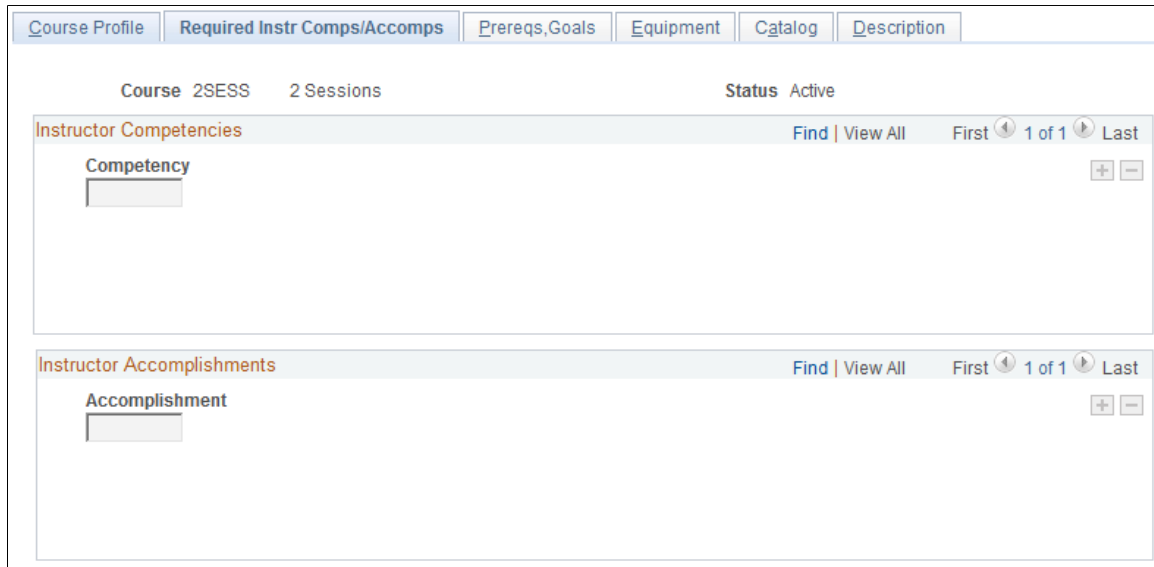 Course Profile Required Instr Comps/Accomps Prereqs,Goals Equipment Catalog Description
Course 2SESS 2 Sessions Status Active
Instructor Competencies Find | View All First 1 of 1 Last
Competency
Instructor Accomplishments Find | View All First 1 of 1 Last
Accomplishment